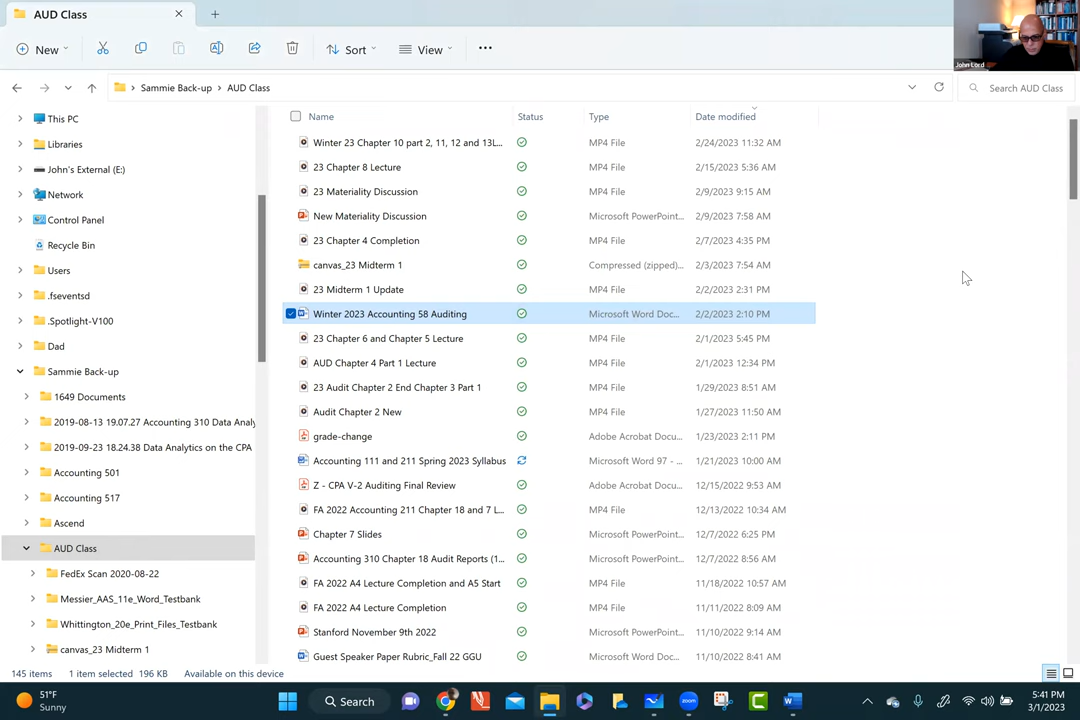 AUD Class
New
Sort
View
John Lord
Sammie Back-up
AUD Class
Search AUD Class
This PC
Libraries
John's External (E:)
Network
Control Panel
Recycle Bin
Users
.fseventsd
.Spotlight-V100
Dad
Sammie Back-up
1649 Documents
2019-08-13 19.07.27 Accounting 310 Data Analy
2019-09-23 18.24.38 Data Analytics on the CPA
Accounting 501
Accounting 517
Ascend
AUD Class
FedEx Scan 2020-08-22
Messier_AAS_11e_Word_Testbank
Whittington_20e_Print_Files_Testbank
canvas_23 Midterm 1
Name Status Type Date modified
Winter 23 Chapter 10 part 2, 11, 12 and 13L... MP4 File 2/24/2023 11:32 AM
23 Chapter 8 Lecture MP4 File 2/15/2023 5:36 AM
23 Materiality Discussion MP4 File 2/9/2023 9:15 AM
New Materiality Discussion Microsoft PowerPoint... 2/9/2023 7:58 AM
23 Chapter 4 Completion MP4 File 2/7/2023 4:35 PM
canvas_23 Midterm 1 Compressed (zipped)... 2/3/2023 7:54 AM
23 Midterm 1 Update MP4 File 2/2/2023 2:31 PM
Winter 2023 Accounting 58 Auditing Microsoft Word Doc... 2/2/2023 2:10 PM
23 Chapter 6 and Chapter 5 Lecture MP4 File 2/1/2023 5:45 PM
AUD Chapter 4 Part 1 Lecture MP4 File 2/1/2023 12:34 PM
23 Audit Chapter 2 End Chapter 3 Part 1 MP4 File 1/29/2023 8:51 AM
Audit Chapter 2 New MP4 File 1/27/2023 11:50 AM
grade-change Adobe Acrobat Docu... 1/23/2023 2:11 PM
Accounting 111 and 211 Spring 2023 Syllabus Microsoft Word 97 - ... 1/21/2023 10:00 AM
Z - CPA V-2 Auditing Final Review Adobe Acrobat Docu... 12/15/2022 9:53 AM
FA 2022 Accounting 211 Chapter 18 and 7 L... MP4 File 12/13/2022 10:34 AM
Chapter 7 Slides Microsoft PowerPoint... 12/7/2022 6:25 PM
Accounting 310 Chapter 18 Audit Reports (1... Microsoft PowerPoint... 12/7/2022 8:56 AM
FA 2022 A4 Lecture Completion and A5 Start MP4 File 11/18/2022 10:57 AM
FA 2022 A4 Lecture Completion MP4 File 11/11/2022 8:09 AM
Stanford November 9th 2022 Microsoft PowerPoint... 11/10/2022 9:14 AM
Guest Speaker Paper Rubric_Fall 22 GGU Microsoft Word Doc... 11/10/2022 8:41 AM
145 items 1 item selected 196 KB Available on this device
51°F
Sunny
Search
zoom
5:41 PM
3/1/2023